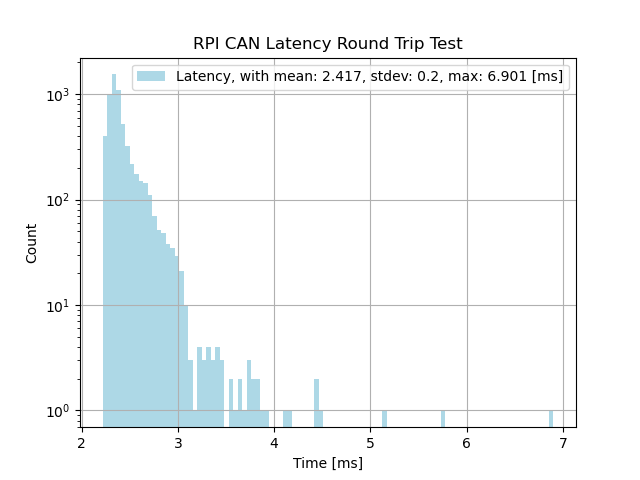 RPI CAN Latency Round Trip Test
Latency, with mean: 2.417, stdev: 0.2, max: 6.901 [ms]
Count
10³
10²
10¹
10⁰
2 3 4 5 6 7
Time [ms]